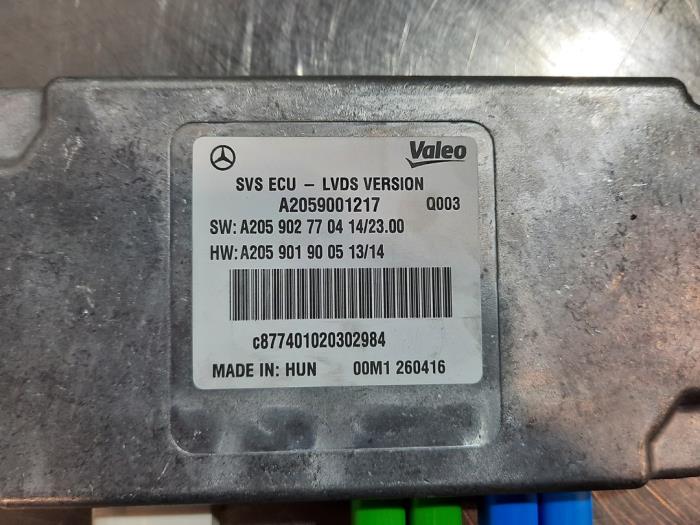 Valeo
SVS ECU – LVDS VERSION
A2059001217 Q003
SW: A205 902 77 04 14/23.00
HW: A205 901 90 05 13/14
c877401020302984
MADE IN: HUN 00M1 260416